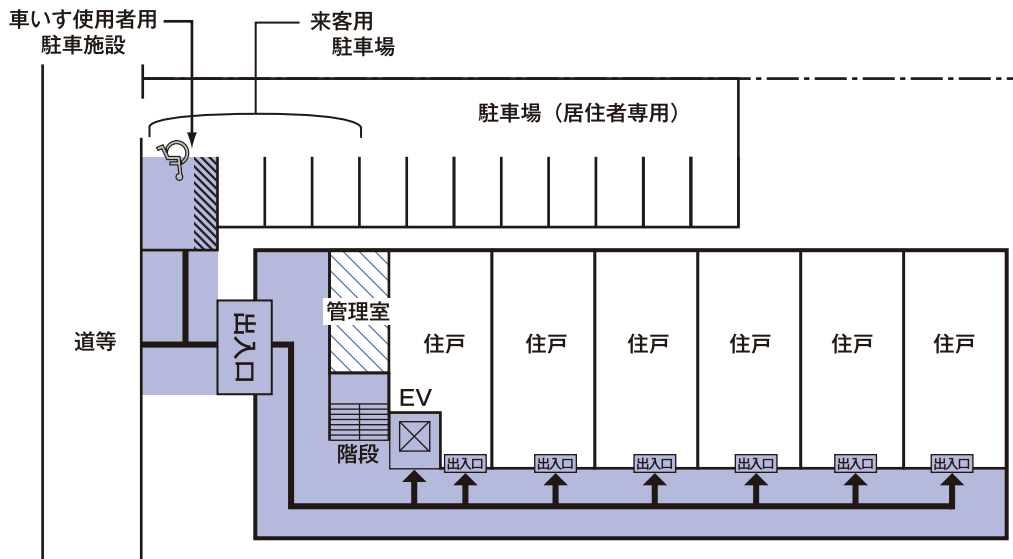 車いす使用者用
駐車施設
来客用
駐車場
駐車場（居住者専用）
道等
出入口
管理室
階段
EV
住戸
住戸
住戸
住戸
住戸
住戸
出入口
出入口
出入口
出入口
出入口
出入口